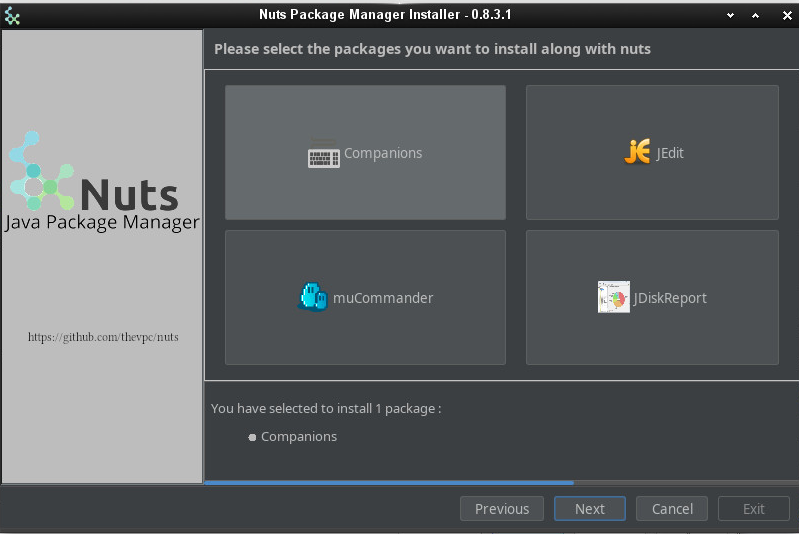 Nuts Package Manager Installer - 0.8.3.1
Please select the packages you want to install along with nuts
Companions
JEdit
muCommander
JDiskReport
Nuts
Java Package Manager
https://github.com/thevpc/nuts
You have selected to install 1 package :
Companions
Previous
Next
Cancel
Exit